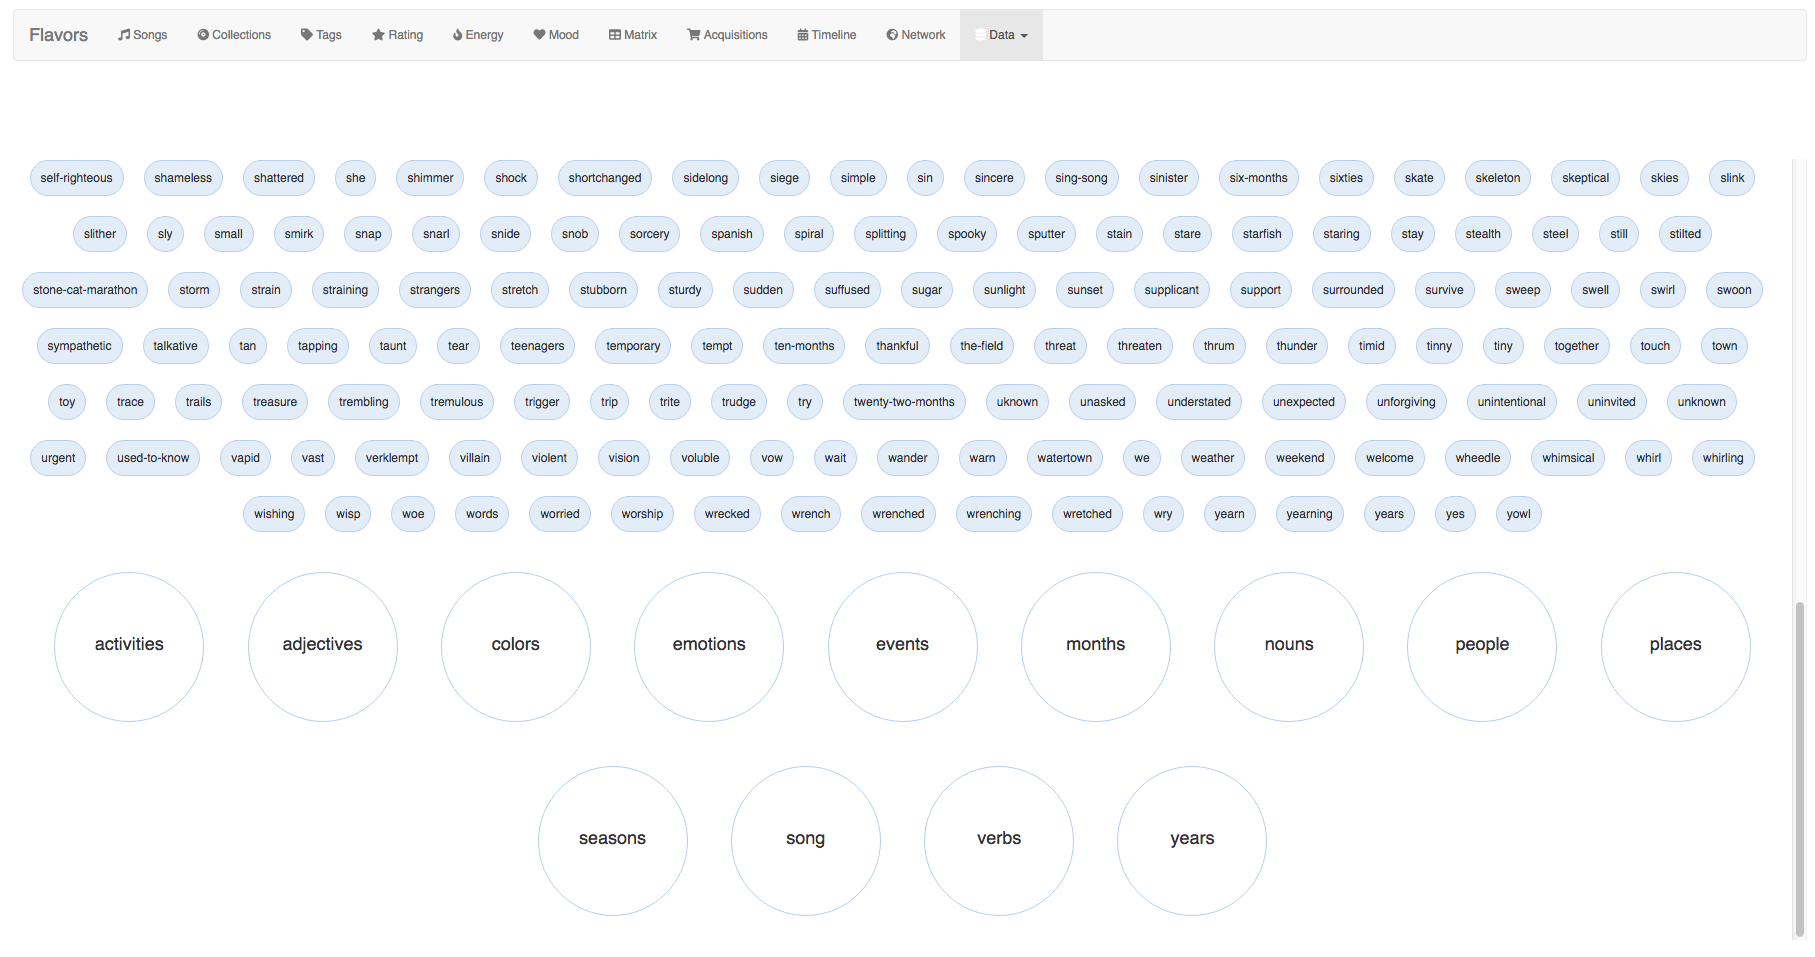 Flavors Songs Collections Tags Rating Energy Mood Matrix Acquisitions Timeline Network Data
self-righteous shameless shattered she shimmer shock shortchanged sidelong siege simple sin sincere sing-song sinister six-months sixties skate skeleton skeptical skies slink
slither sly small smirk snap snarl snide snob sorcery spanish spiral splitting spooky sputter stain stare starfish staring stay stealth steel still stilted
stone-cat-marathon storm strain straining strangers stretch stubborn sturdy sudden suffused sugar sunlight sunset supplicant support surrounded survive sweep swell swirl swoon
sympathetic talkative tan tapping taunt tear teenagers temporary tempt ten-months thankful the-field threat threaten thrum thunder timid tinny tiny together touch town
toy trace trails treasure trembling tremulous trigger trip trite trudge try twenty-two-months uknown unasked understated unexpected unforgiving unintentional uninvited unknown
urgent used-to-know vapid vast verklempt villain violent vision voluble vow wait wander warn watertown we weather weekend welcome wheedle whimsical whirl whirling
wishing wisp woe words worried worship wrecked wrench wrenched wrenching wretched wry yearn yearning years yes yowl
activities adjectives colors emotions events months nouns people places
seasons song verbs years